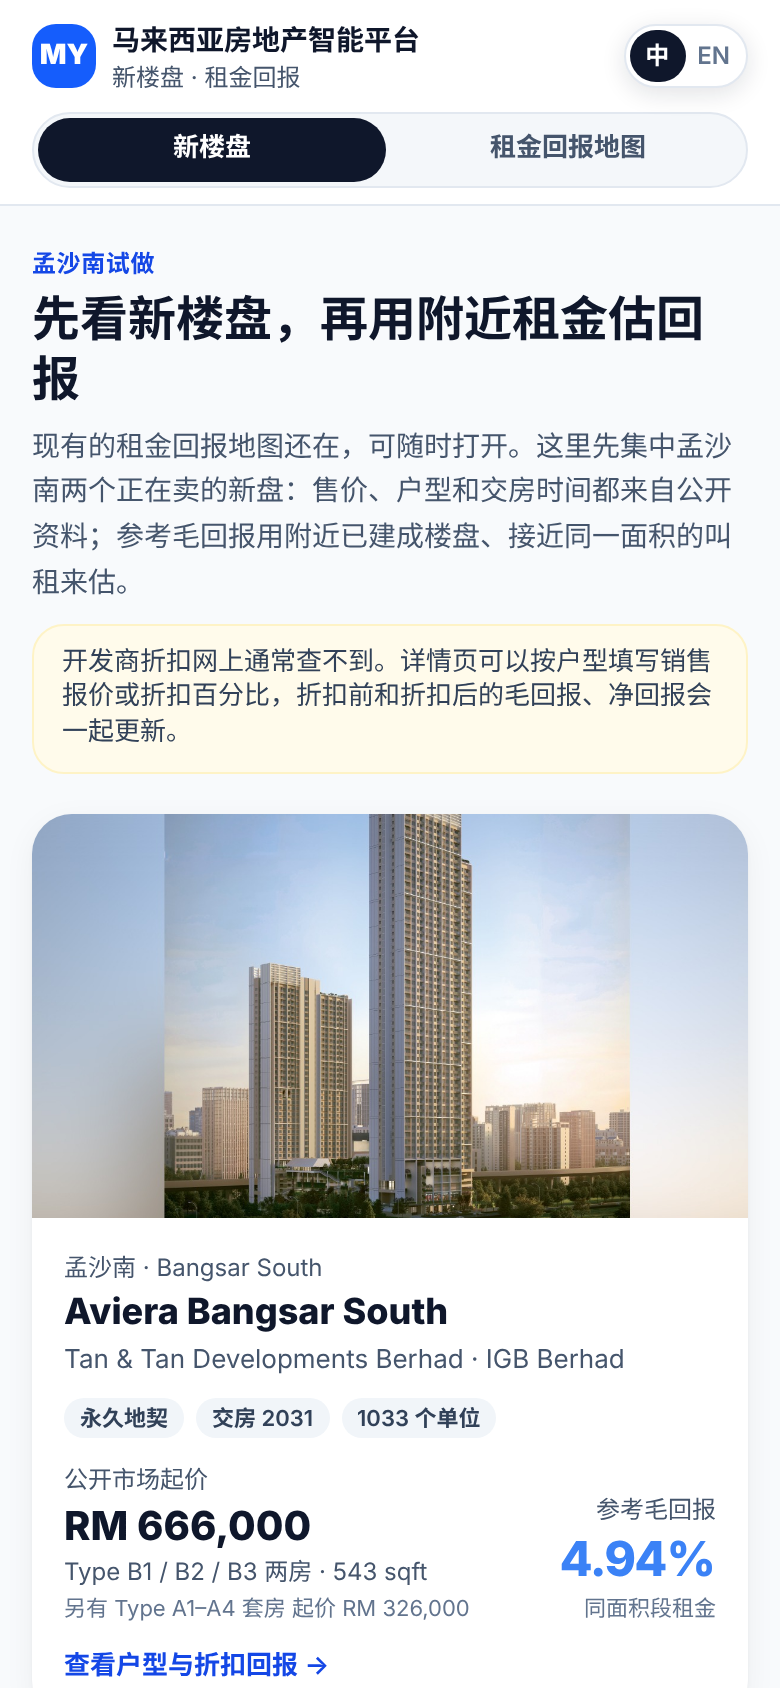 MY
马来西亚房地产智能平台
新楼盘 · 租金回报
中 EN
新楼盘 租金回报地图
孟沙南试做
先看新楼盘，再用附近租金估回
报
现有的租金回报地图还在，可随时打开。这里先集中孟沙
南两个正在卖的新盘：售价、户型和交房时间都来自公开
资料；参考毛回报用附近已建成楼盘、接近同一面积的叫
租来估。
开发商折扣网上通常查不到。详情页可以按户型填写销售
报价或折扣百分比，折扣前和折扣后的毛回报、净回报会
一起更新。
孟沙南 · Bangsar South
Aviera Bangsar South
Tan & Tan Developments Berhad · IGB Berhad
永久地契 交房 2031 1033 个单位
公开市场起价
RM 666,000
Type B1 / B2 / B3 两房 · 543 sqft
另有 Type A1–A4 套房 起价 RM 326,000
参考毛回报
4.94%
同面积段租金
查看户型与折扣回报 →